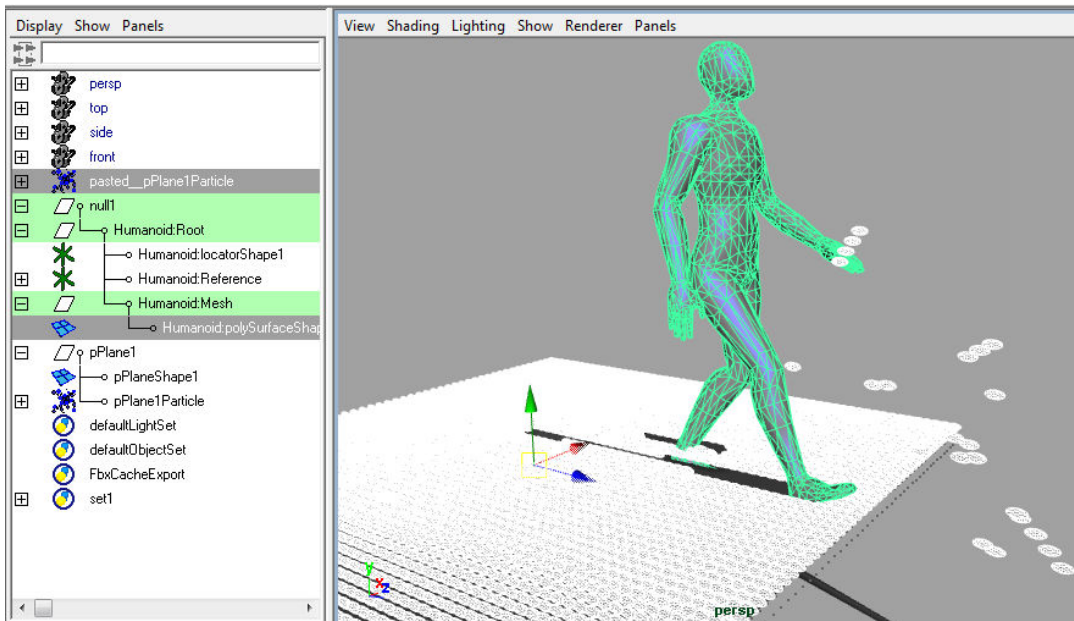 Display Show Panels
View Shading Lighting Show Renderer Panels
persp
top
side
front
pasted__pPlane1Particle
null1
Humanoid:Root
Humanoid:locatorShape1
Humanoid:Reference
Humanoid:Mesh
Humanoid:polySurfaceShap
pPlane1
pPlaneShape1
pPlane1Particle
defaultLightSet
defaultObjectSet
FbxCacheExport
set1
y
x
z
persp